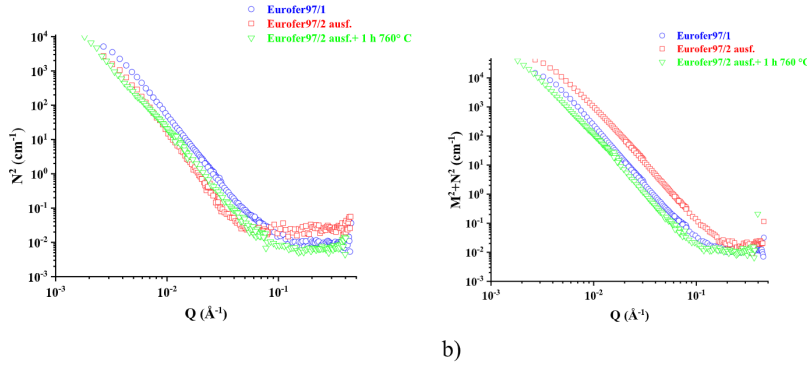 Eurofer97/1
Eurofer97/2 ausf.
Eurofer97/2 ausf.+ 1 h 760° C
10⁴
10³
10²
10¹
10⁰
10⁻¹
10⁻²
10⁻³
N² (cm⁻¹)
10⁻³ 10⁻² 10⁻¹ 10⁰
Q (Å⁻¹)
Eurofer97/1
Eurofer97/2 ausf.
Eurofer97/2 ausf.+ 1 h 760 °C
10⁴
10³
10²
10¹
10⁰
10⁻¹
10⁻²
10⁻³
M²+N² (cm⁻¹)
10⁻³ 10⁻² 10⁻¹ 10⁰
Q (Å⁻¹)
b)